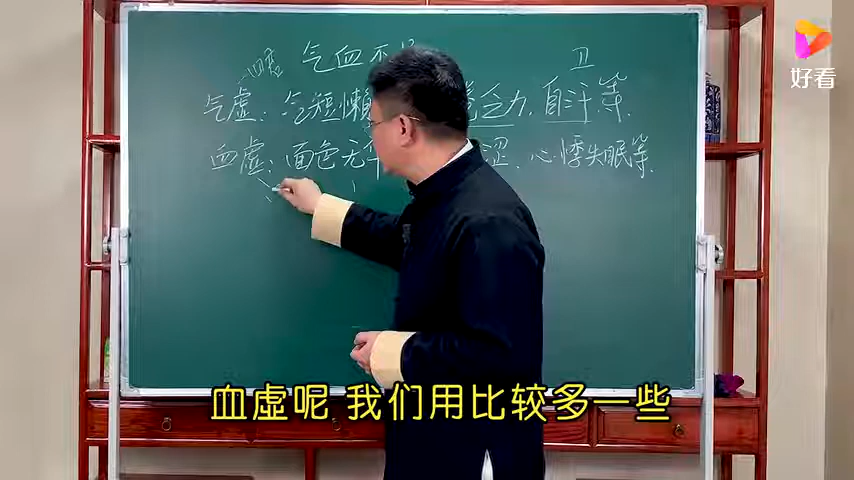 好看
气血不
卫
气虚：气短懒 乏力．自汗等．
血虚：面色无 涩．心悸失眠等．
血虚呢 我们用比较多一些